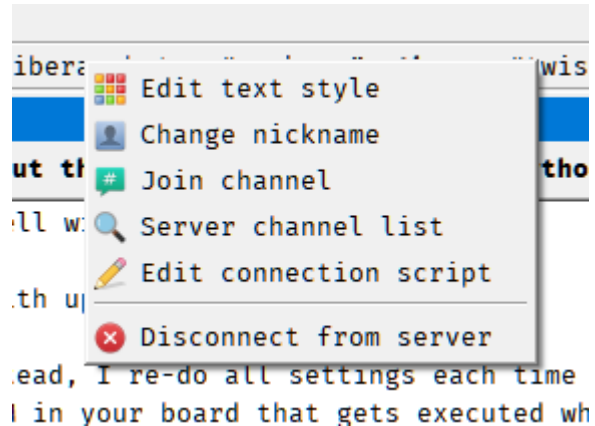 Edit text style
Change nickname
ut th
tho
# Join channel
ll
Server channel list
Edit connection script
th up
Disconnect from server
ead, I re-do all settings each time
in your board that gets executed wh